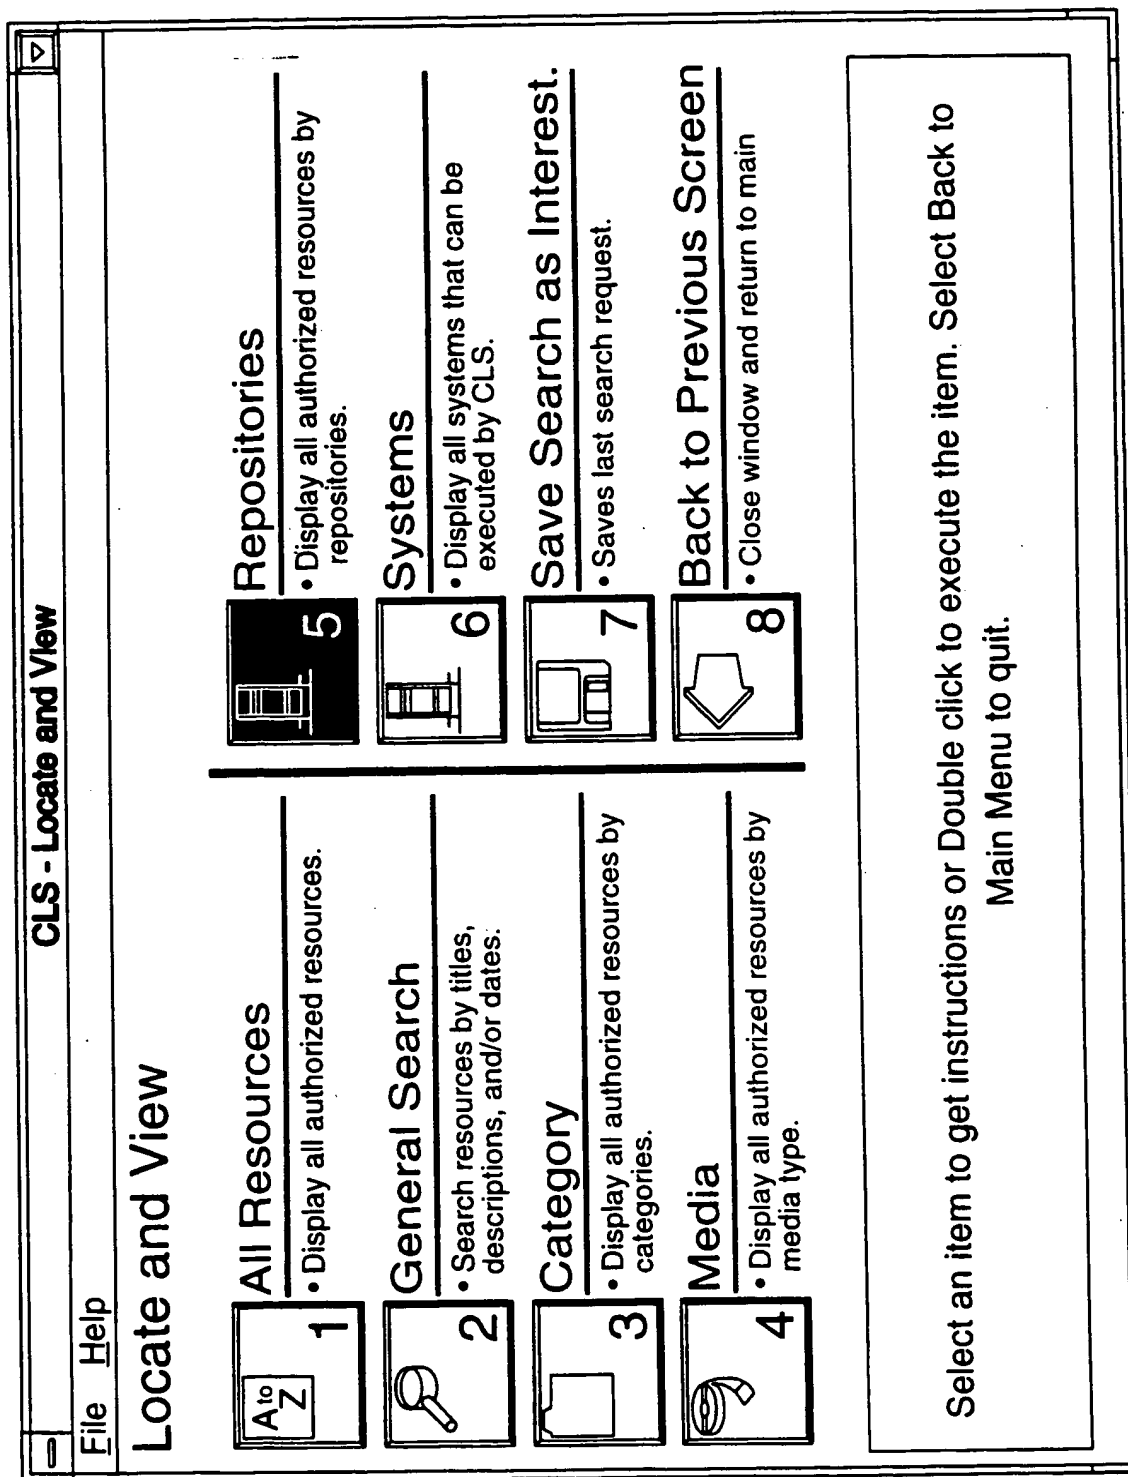 CLS - Locate and View
File Help
Locate and View
A to Z
1
All Resources
• Display all authorized resources.
2
General Search
• Search resources by titles,
descriptions, and/or dates.
3
Category
• Display all authorized resources by
categories.
4
Media
• Display all authorized resources by
media type.
5
Repositories
• Display all authorized resources by
repositories.
6
Systems
• Display all systems that can be
executed by CLS.
7
Save Search as Interest.
• Saves last search request.
8
Back to Previous Screen
• Close window and return to main
Select an item to get instructions or Double click to execute the item. Select Back to
Main Menu to quit.